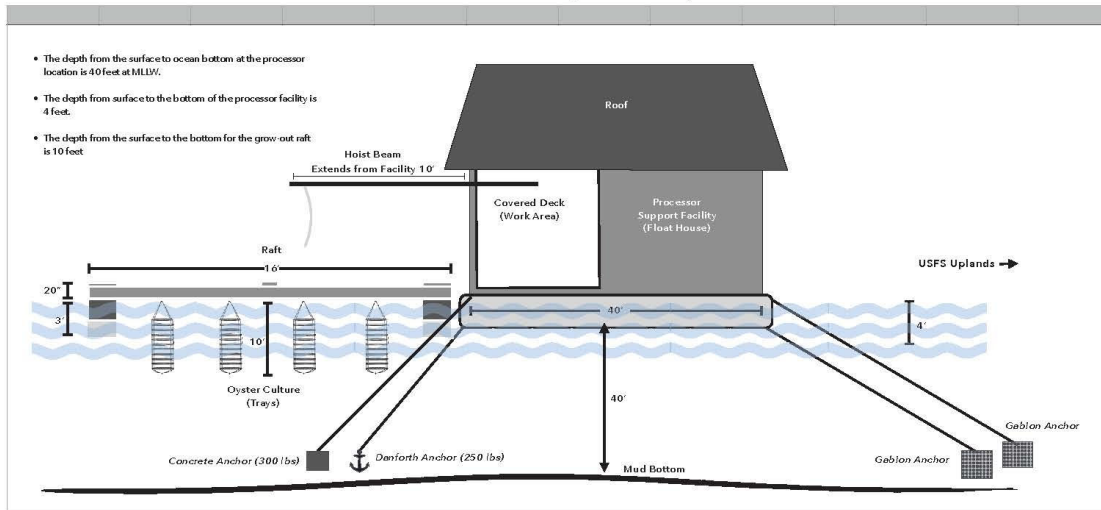 • The depth from the surface to ocean bottom at the processor
location is 40 feet at MLLW.
• The depth from surface to the bottom of the processor facility is
4 feet.
• The depth from the surface to the bottom for the grow-out raft
is 10 feet
Roof
Hoist Beam
Extends from Facility 10'
Covered Deck
(Work Area)
Processor
Support Facility
(Float House)
Raft
16'
USFS Uplands
20"
3'
40'
4'
10'
Oyster Culture
(Trays)
40'
Gablon Anchor
Concrete Anchor (300 lbs)
Danforth Anchor (250 lbs)
Gablon Anchor
Mud Bottom